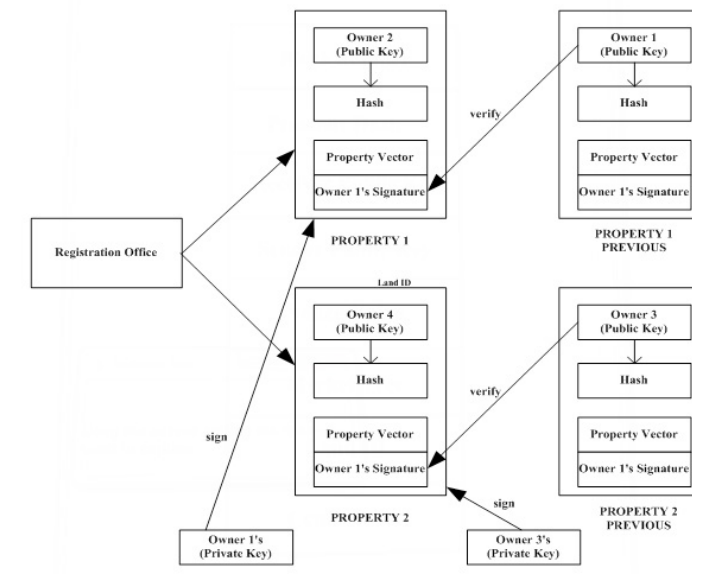 Owner 2
(Public Key)
Hash
Property Vector
Owner 1's Signature
PROPERTY 1
Owner 1
(Public Key)
Hash
Property Vector
Owner 1's Signature
PROPERTY 1
PREVIOUS
verify
Registration Office
Land ID
Owner 4
(Public Key)
Hash
Property Vector
Owner 1's Signature
PROPERTY 2
Owner 3
(Public Key)
Hash
Property Vector
Owner 1's Signature
PROPERTY 2
PREVIOUS
verify
sign
sign
Owner 1's
(Private Key)
Owner 3's
(Private Key)